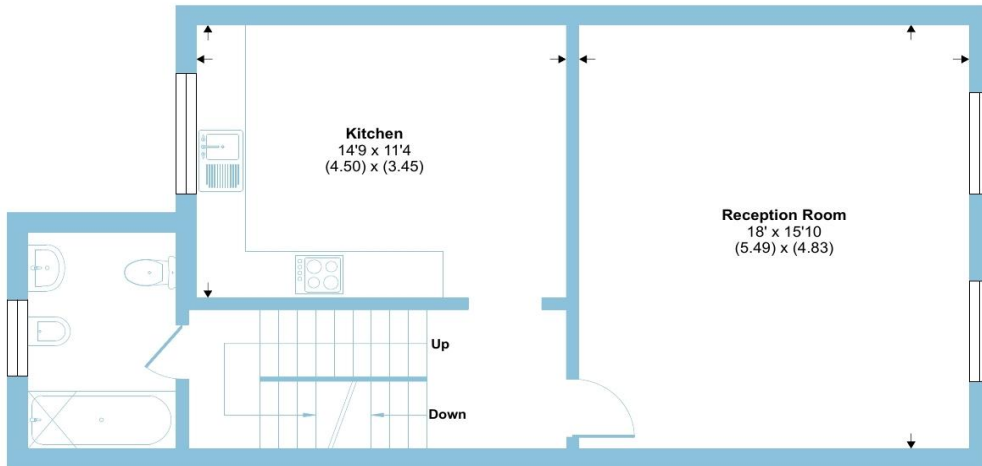 Kitchen
14'9 x 11'4
(4.50) x (3.45)
Reception Room
18' x 15'10
(5.49) x (4.83)
Up
Down